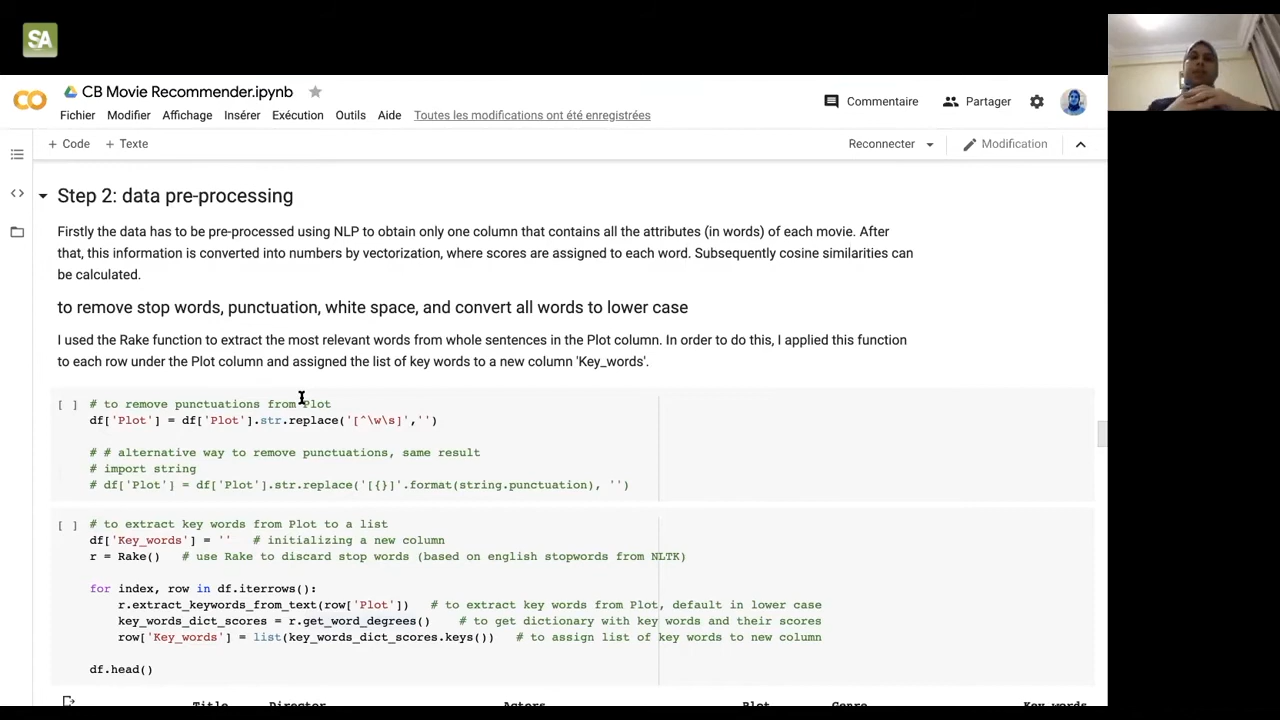 SA
CO CB Movie Recommender.ipynb
Fichier Modifier Affichage Insérer Exécution Outils Aide Toutes les modifications ont été enregistrées
Commentaire Partager
+ Code + Texte Reconnecter Modification
Step 2: data pre-processing
Firstly the data has to be pre-processed using NLP to obtain only one column that contains all the attributes (in words) of each movie. After
that, this information is converted into numbers by vectorization, where scores are assigned to each word. Subsequently cosine similarities can
be calculated.
to remove stop words, punctuation, white space, and convert all words to lower case
I used the Rake function to extract the most relevant words from whole sentences in the Plot column. In order to do this, I applied this function
to each row under the Plot column and assigned the list of key words to a new column 'Key_words'.
[ ] # to remove punctuations from Plot
df['Plot'] = df['Plot'].str.replace('[^\w\s]','')
# # alternative way to remove punctuations, same result
# import string
# df['Plot'] = df['Plot'].str.replace('[{}]'.format(string.punctuation), '')
[ ] # to extract key words from Plot to a list
df['Key_words'] = '' # initializing a new column
r = Rake() # use Rake to discard stop words (based on english stopwords from NLTK)
for index, row in df.iterrows():
r.extract_keywords_from_text(row['Plot']) # to extract key words from Plot, default in lower case
key_words_dict_scores = r.get_word_degrees() # to get dictionary with key words and their scores
row['Key_words'] = list(key_words_dict_scores.keys()) # to assign list of key words to new column
df.head()
Title Director Actors Plot Genre Key_words